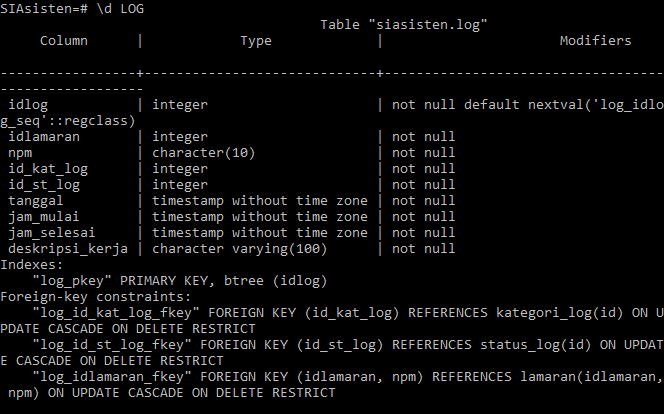 SIAsisten=# \d LOG
                                        Table "siasisten.log"
     Column      |            Type             |                      Modifiers

-----------------+-----------------------------+----------------------------------
------------------
 idlog           | integer                     | not null default nextval('log_idlo
g_seq'::regclass)
 idlamaran       | integer                     | not null
 npm             | character(10)               | not null
 id_kat_log      | integer                     | not null
 id_st_log       | integer                     | not null
 tanggal         | timestamp without time zone | not null
 jam_mulai       | timestamp without time zone | not null
 jam_selesai     | timestamp without time zone | not null
 deskripsi_kerja | character varying(100)      | not null
Indexes:
    "log_pkey" PRIMARY KEY, btree (idlog)
Foreign-key constraints:
    "log_id_kat_log_fkey" FOREIGN KEY (id_kat_log) REFERENCES kategori_log(id) ON U
PDATE CASCADE ON DELETE RESTRICT
    "log_id_st_log_fkey" FOREIGN KEY (id_st_log) REFERENCES status_log(id) ON UPDAT
E CASCADE ON DELETE RESTRICT
    "log_idlamaran_fkey" FOREIGN KEY (idlamaran, npm) REFERENCES lamaran(idlamaran,
 npm) ON UPDATE CASCADE ON DELETE RESTRICT